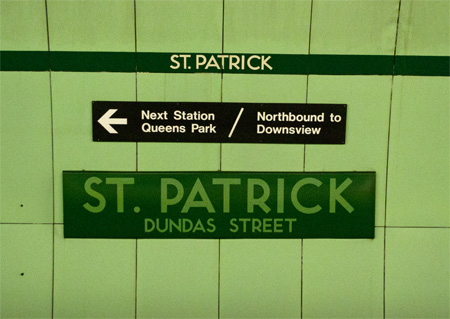 ST. PATRICK
Next Station / Northbound to
Queens Park Downsview
ST. PATRICK
DUNDAS STREET